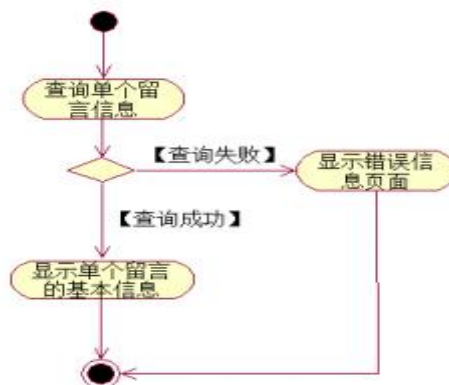 查询单个留
言信息
【查询失败】
显示错误信
息页面
【查询成功】
显示单个留言
的基本信息